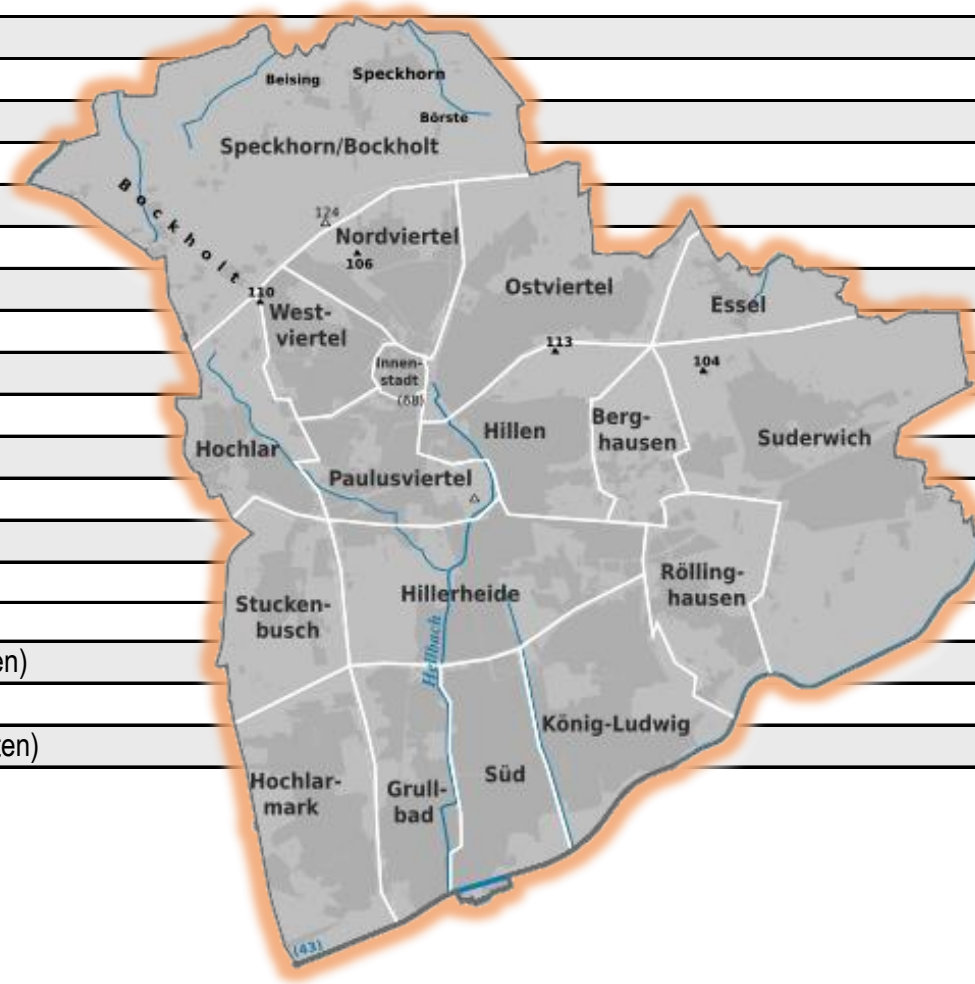 Beising
Speckhorn
Börste
Speckhorn/Bockholt
Bockholt
124
Nordviertel
106
110
West-
viertel
Ostviertel
Essel
113
104
Innen-
stadt
(68)
Hochlar
Hillen
Berg-
hausen
Suderwich
Paulusviertel
Hillerheide
Rölling-
hausen
Stucken-
busch
en)
Hellbach
König-Ludwig
ten)
Hochlar-
mark
Grull-
bad
Süd
(43)